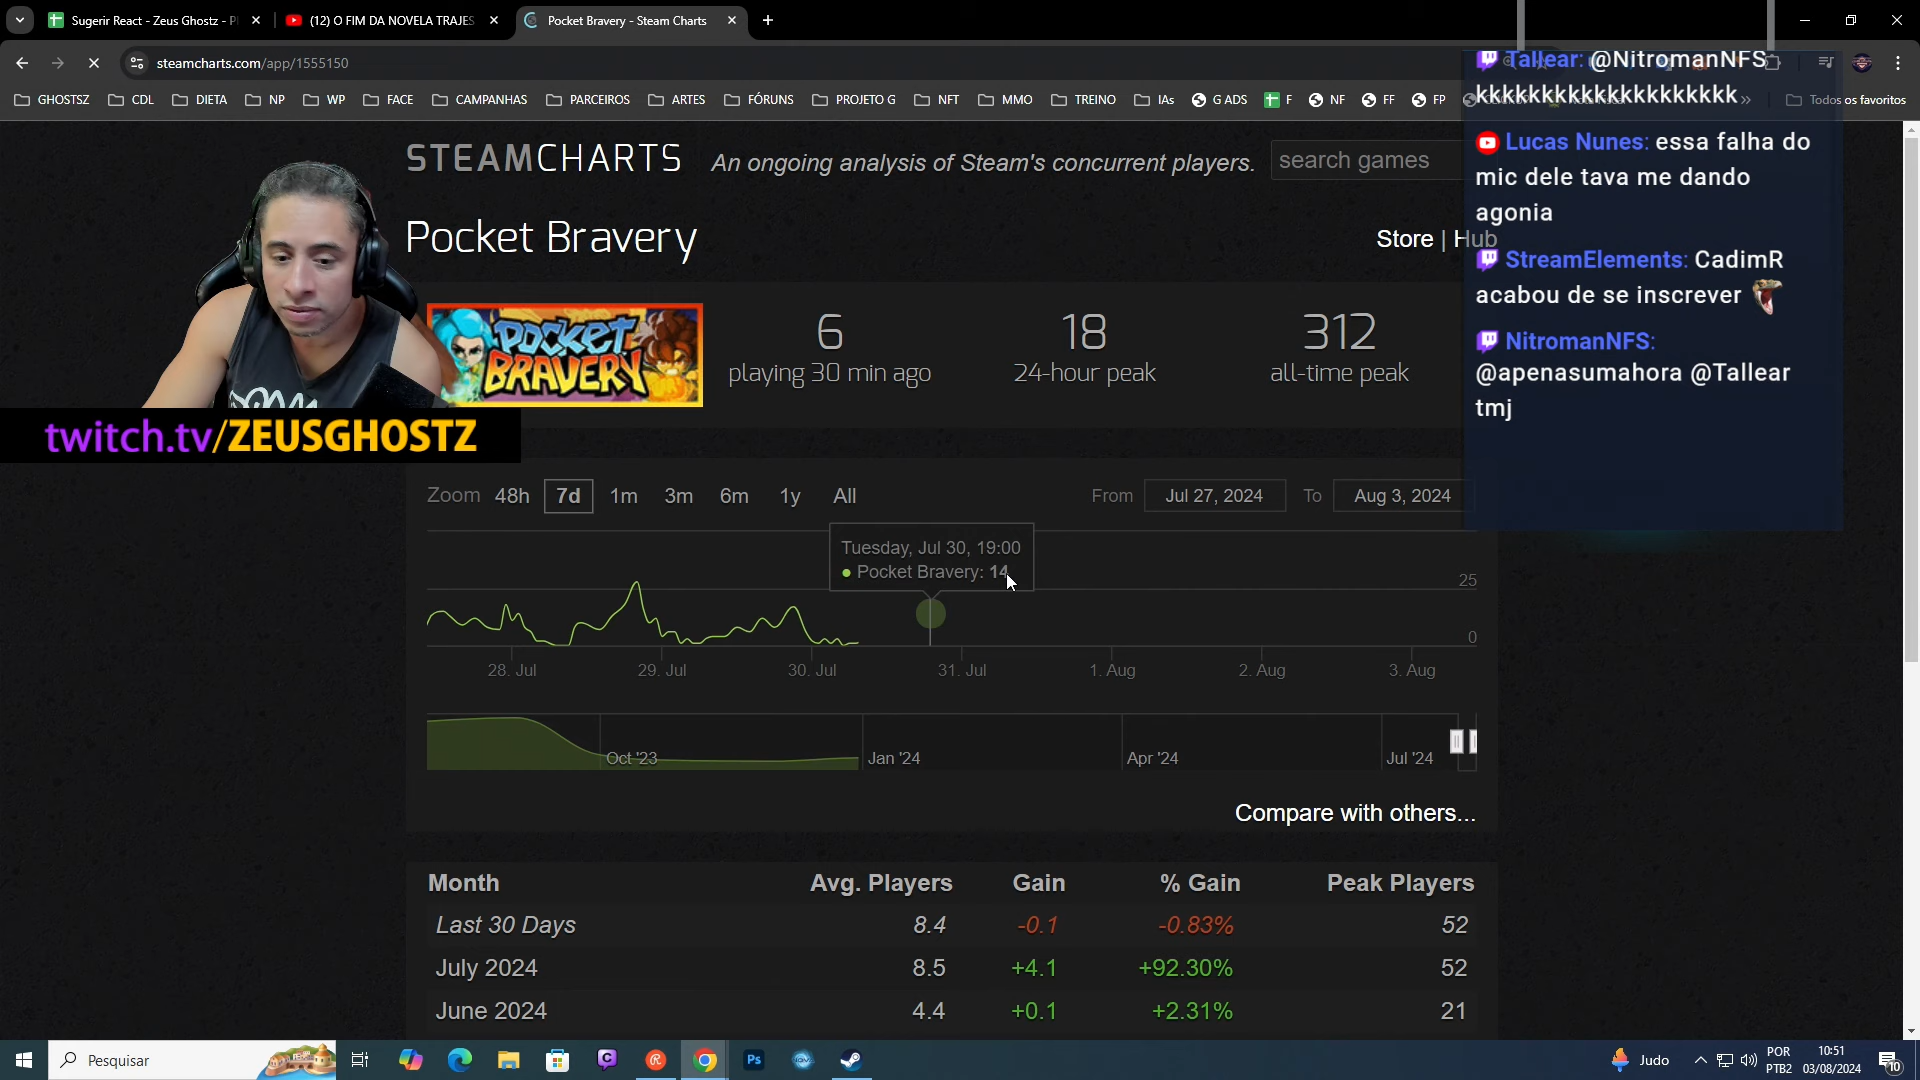 Sugerir React - Zeus Ghostz - P
(12) O FIM DA NOVELA TRAJES
Pocket Bravery - Steam Charts
steamcharts.com/app/1555150
GHOSTSZ
CDL
DIETA
NP
WP
FACE
CAMPANHAS
PARCEIROS
ARTES
FÓRUNS
PROJETO G
NFT
MMO
TREINO
IAs
G ADS
F
NF
FF
FP
Todos os favoritos
Tallear: @NitromanNFS
kkkkkkkkkkkkkkkkkkkk
Lucas Nunes: essa falha do
mic dele tava me dando
agonia
StreamElements: CadimR
acabou de se inscrever
NitromanNFS:
@apenasumahora @Tallear
tmj
STEAMCHARTS
An ongoing analysis of Steam's concurrent players.
search games
Pocket Bravery
Store | Hub
POCKET
BRAVERY
6
playing 30 min ago
18
24-hour peak
312
all-time peak
twitch.tv/ZEUSGHOSTZ
Zoom 48h 7d 1m 3m 6m 1y All
From Jul 27, 2024 To Aug 3, 2024
Tuesday, Jul 30, 19:00
Pocket Bravery: 14
25
0
28. Jul 29. Jul 30. Jul 31. Jul 1. Aug 2. Aug 3. Aug
Oct '23 Jan '24 Apr '24 Jul '24
Compare with others...
Month Avg. Players Gain % Gain Peak Players
Last 30 Days 8.4 -0.1 -0.83% 52
July 2024 8.5 +4.1 +92.30% 52
June 2024 4.4 +0.1 +2.31% 21
Pesquisar
Ps
Judo
POR
PTB2
10:51
03/08/2024
10